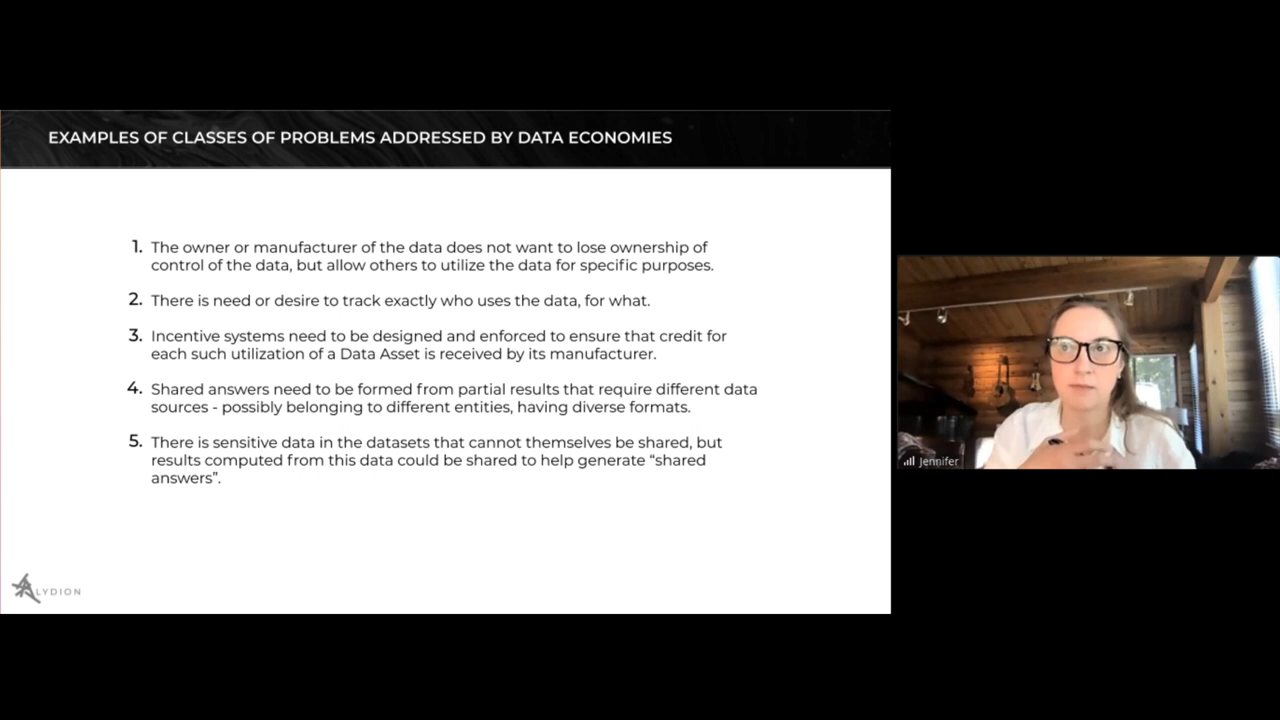 EXAMPLES OF CLASSES OF PROBLEMS ADDRESSED BY DATA ECONOMIES
1. The owner or manufacturer of the data does not want to lose ownership of
control of the data, but allow others to utilize the data for specific purposes.
2. There is need or desire to track exactly who uses the data, for what.
3. Incentive systems need to be designed and enforced to ensure that credit for
each such utilization of a Data Asset is received by its manufacturer.
4. Shared answers need to be formed from partial results that require different data
sources - possibly belonging to different entities, having diverse formats.
5. There is sensitive data in the datasets that cannot themselves be shared, but
results computed from this data could be shared to help generate “shared
answers”.
ALYDION
Jennifer